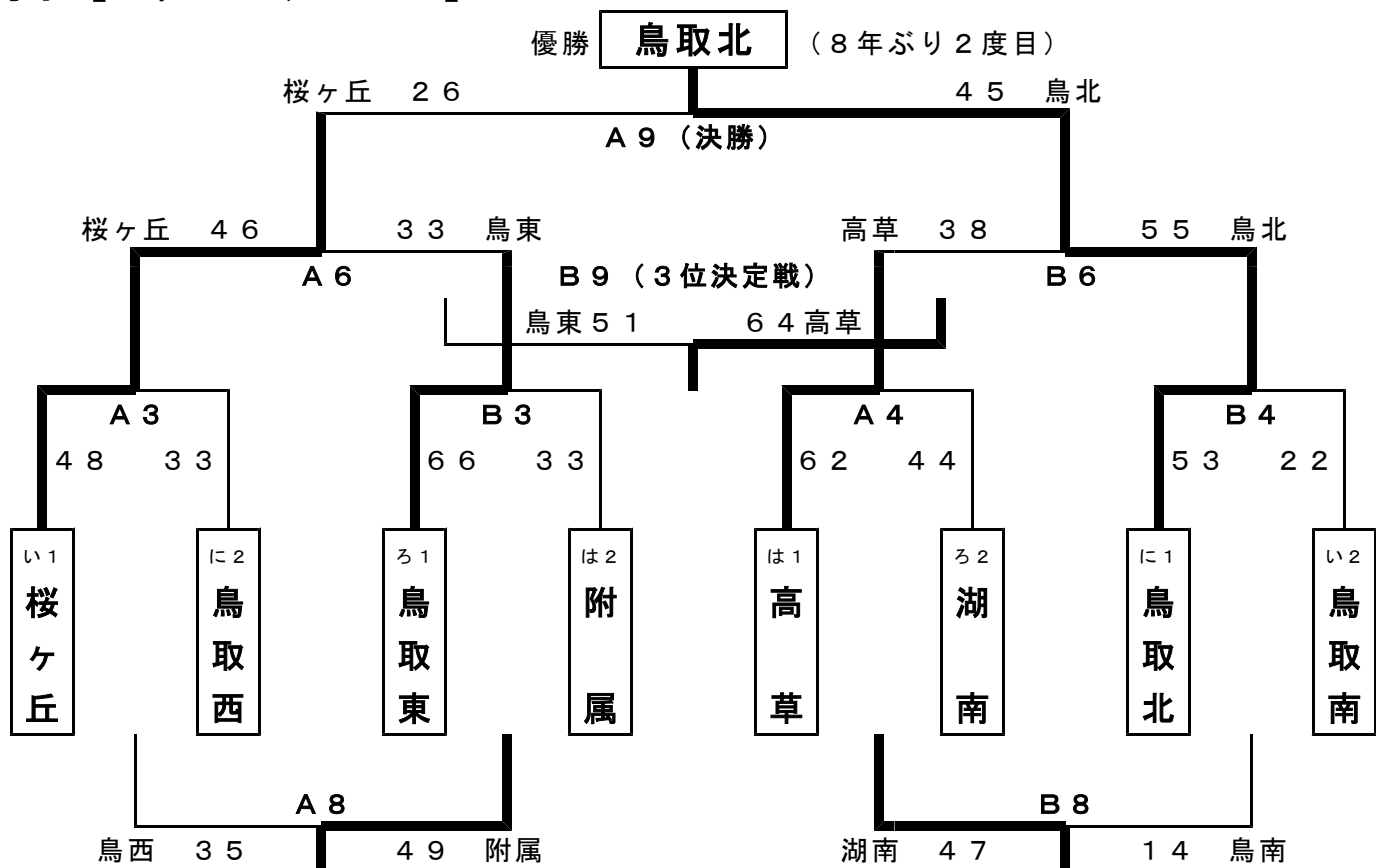 優勝 鳥取北 （８年ぶり２度目）
桜ヶ丘 ２６ ４５ 鳥北
Ａ９（決勝）
桜ヶ丘 ４６ ３３ 鳥東 高草 ３８ ５５ 鳥北
Ａ６ Ｂ９（３位決定戦） Ｂ６
鳥東５１ ６４高草
Ａ３ Ｂ３ Ａ４ Ｂ４
４８ ３３ ６６ ３３ ６２ ４４ ５３ ２２
い１ に２ ろ１ は２ は１ ろ２ に１ い２
桜ヶ丘 鳥取西 鳥取東 附属 高草 湖南 鳥取北 鳥取南
Ａ８ Ｂ８
鳥西 ３５ ４９ 附属 湖南 ４７ １４ 鳥南